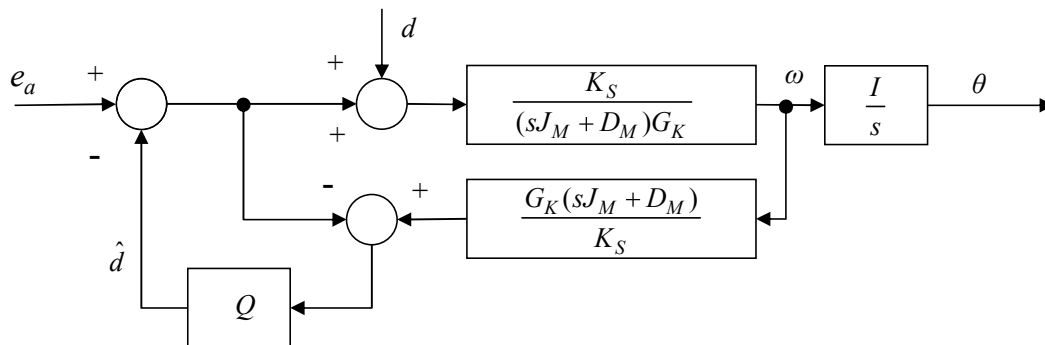 d
e_a
+
+
+
-
K_S
(sJ_M + D_M)G_K
ω
I
s
θ
-
+
G_K(sJ_M + D_M)
K_S
d̂
Q